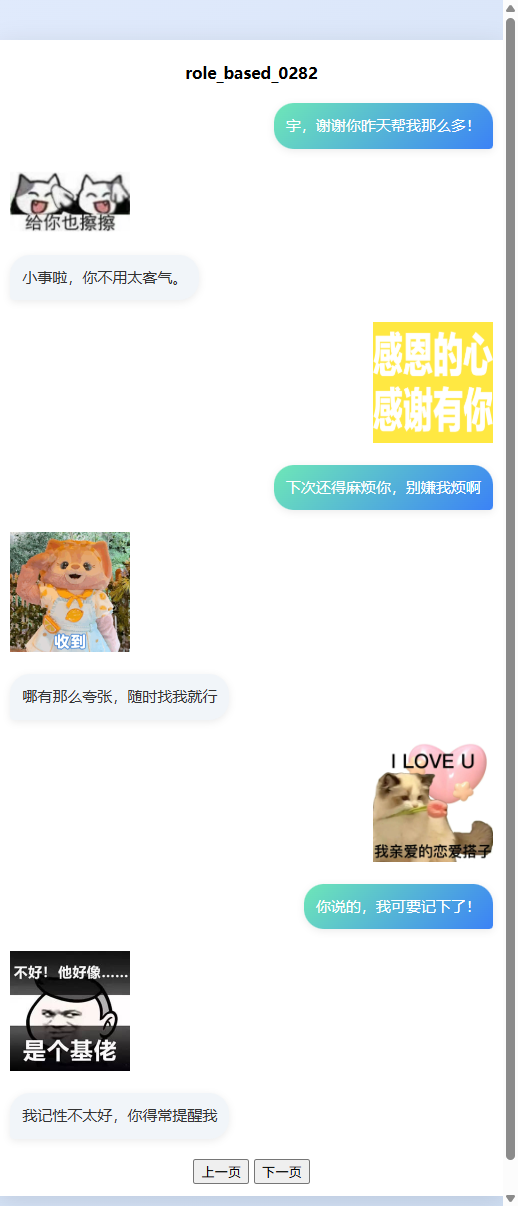 role_based_0282
宇，谢谢你昨天帮我那么多！
给你也擦擦
小事啦，你不用太客气。
感恩的心
感谢有你
下次还得麻烦你，别嫌我烦啊
收到
哪有那么夸张，随时找我就行
I LOVE U
我亲爱的恋爱搭子
你说的，我可要记下了！
不好！他好像……
是个基佬
我记性不太好，你得常提醒我
上一页 下一页